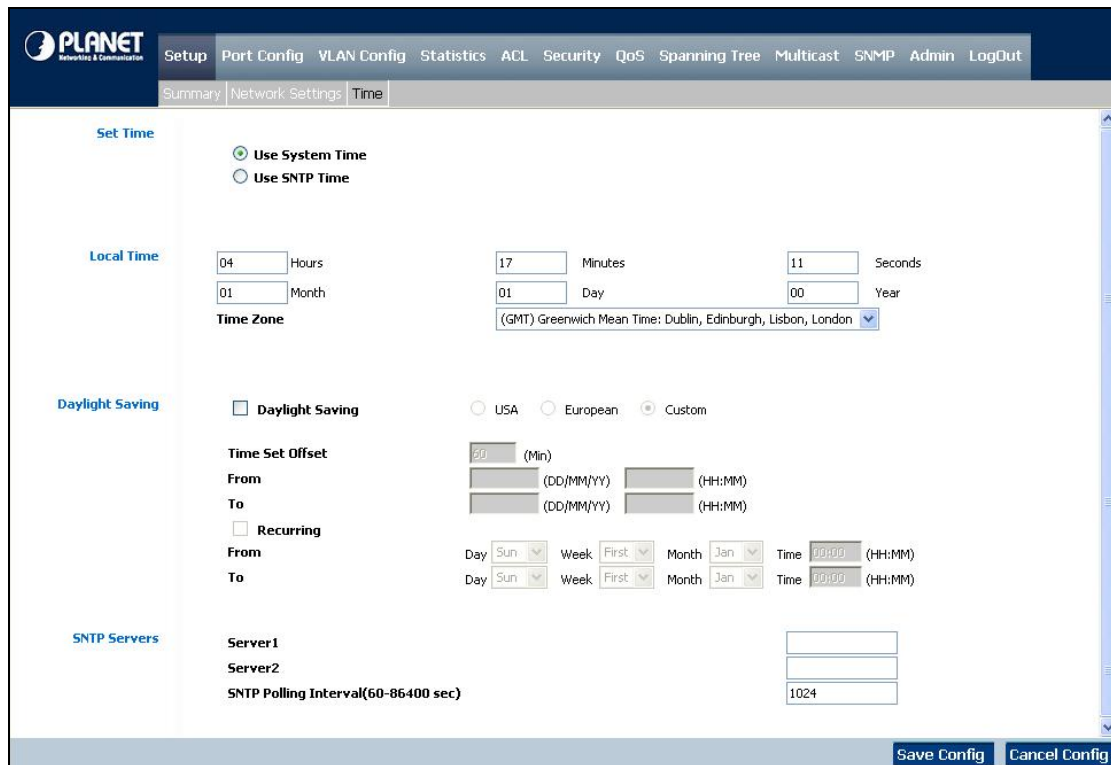 PLANET
Networking & Communication
Setup Port Config VLAN Config Statistics ACL Security QoS Spanning Tree Multicast SNMP Admin LogOut
Summary Network Settings Time
Set Time
Use System Time
Use SNTP Time
Local Time
04 Hours 17 Minutes 11 Seconds
01 Month 01 Day 00 Year
Time Zone (GMT) Greenwich Mean Time: Dublin, Edinburgh, Lisbon, London
Daylight Saving
Daylight Saving USA European Custom
Time Set Offset 60 (Min)
From (DD/MM/YY) (HH:MM)
To (DD/MM/YY) (HH:MM)
Recurring
From Day Sun Week First Month Jan Time 00:00 (HH:MM)
To Day Sun Week First Month Jan Time 00:00 (HH:MM)
SNTP Servers
Server1
Server2
SNTP Polling Interval(60-86400 sec) 1024
Save Config Cancel Config